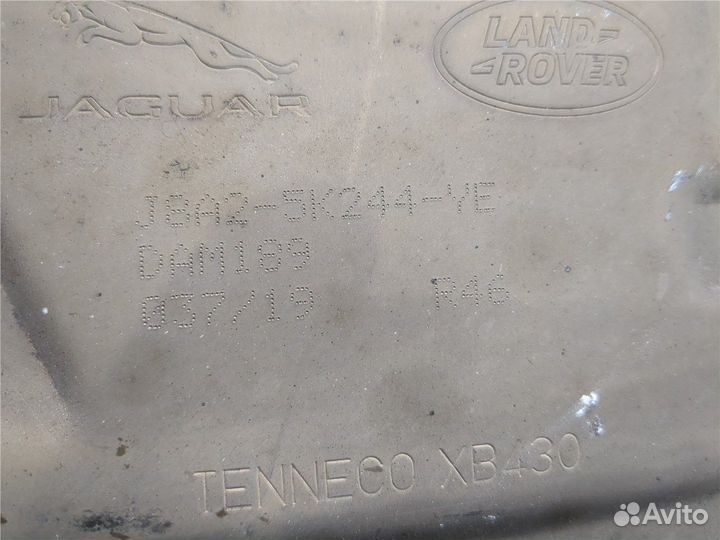 JAGUAR
LAND-
-ROVER
J8A2-5K244-YE
DAM189
037/19 R46
TENNECO XB430
Avito